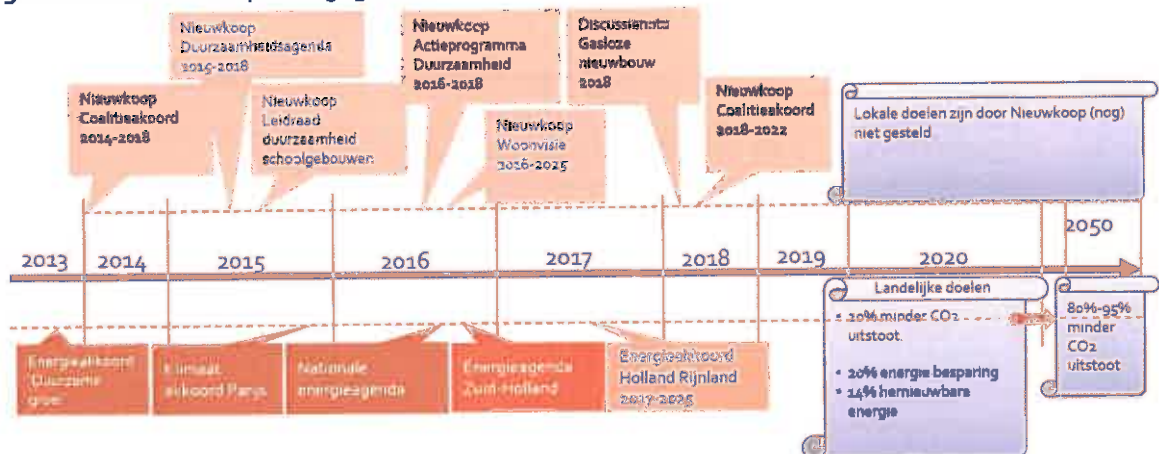 Nieuwkoop
Duurzaamheidsagenda
2015-2018
Nieuwkoop
Actieprogramma
Duurzaamheid
2016-2018
Discussienota
Gasloze
nieuwbouw
2018
Nieuwkoop
Coalitieakoord
2014-2018
Nieuwkoop
Leidraad
duurzaamheid
schoolgebouwen
Nieuwkoop
Woonvisie
2016-2025
Nieuwkoop
Coalitieakoord
2018-2022
Lokale doelen zijn door Nieuwkoop (nog)
niet gesteld
2013 2014 2015 2016 2017 2018 2019 2020 2050
Energieakkoord
Duurzame
groei
Klimaat
akkoord Parijs
Nationale
energieagenda
Energieagenda
Zuid-Holland
Energieakkoord
Holland Rijnland
2017-2025
Landelijke doelen
• 20% minder CO2
uitstoot.
• 20% energie besparing
• 14% hernieuwbare
energie
80%-95%
minder
CO2
uitstoot